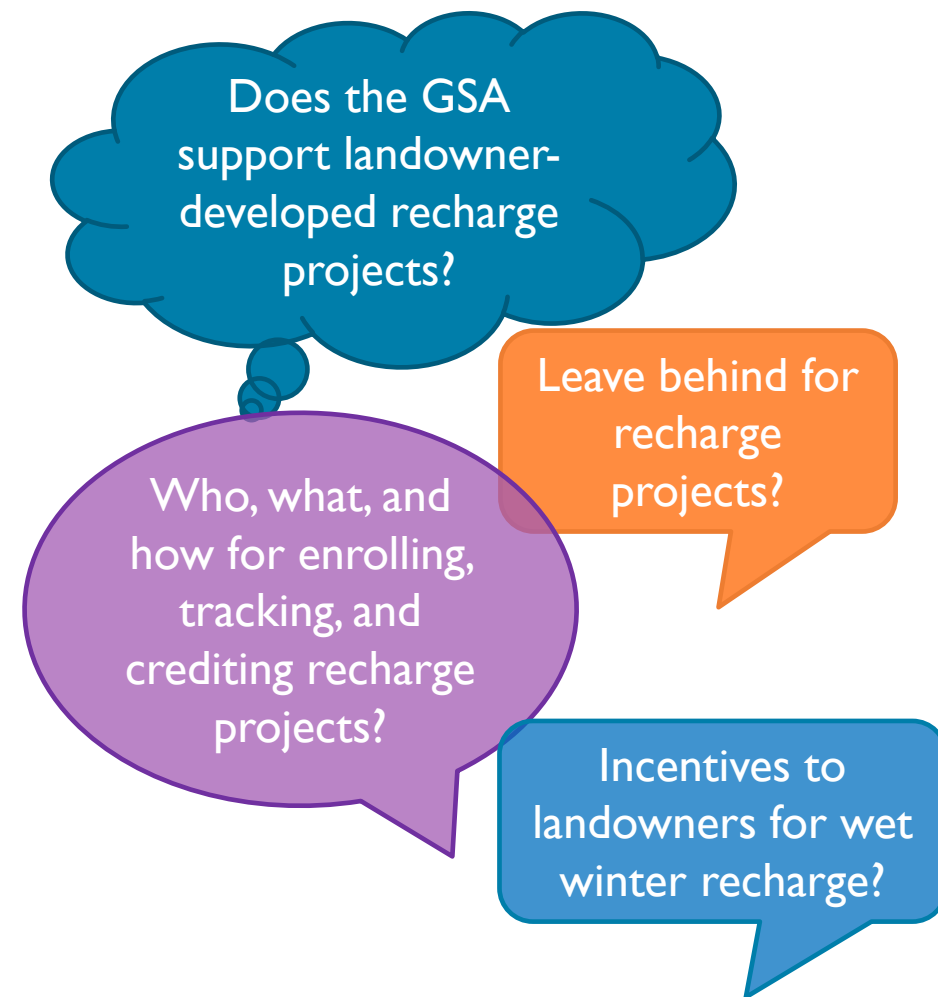 Does the GSA
support landowner-
developed recharge
projects?
Leave behind for
recharge
projects?
Who, what, and
how for enrolling,
tracking, and
crediting recharge
projects?
Incentives to
landowners for wet
winter recharge?